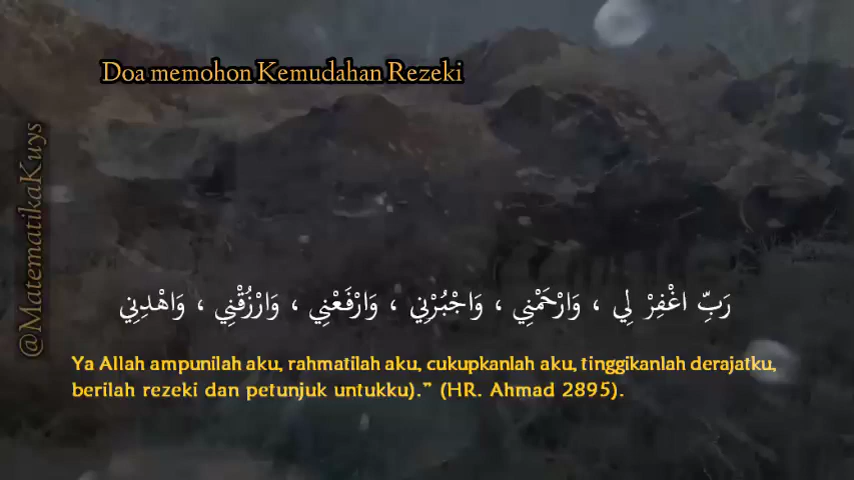 Doa memohon Kemudahan Rezeki
@MatematikaKuys
رَبِّ اغْفِرْ لِي ، وَارْحَمْنِي ، وَاجْبُرْنِي ، وَارْفَعْنِي ، وَارْزُقْنِي ، وَاهْدِنِي
Ya Allah ampunilah aku, rahmatilah aku, cukupkanlah aku, tinggikanlah derajatku,
berilah rezeki dan petunjuk untukku)." (HR. Ahmad 2895).